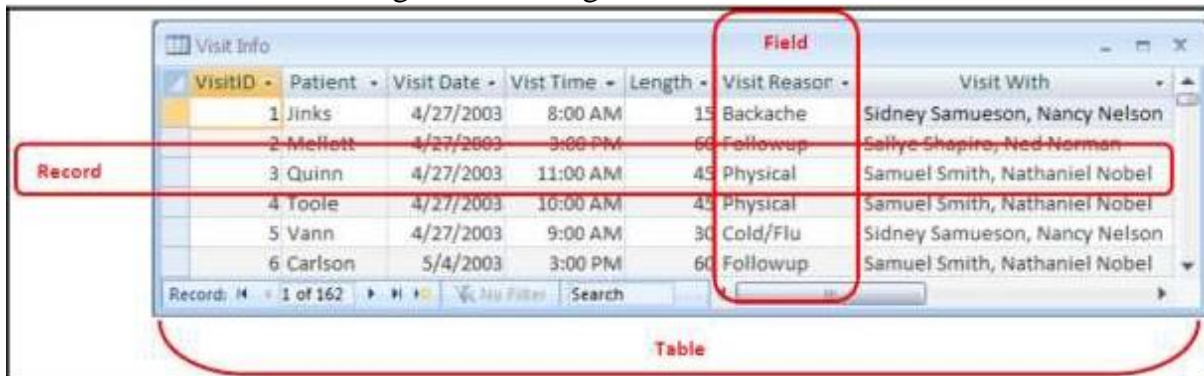 Visit Info
Field
VisitID Patient Visit Date Vist Time Length Visit Reason Visit With
1 Jinks 4/27/2003 8:00 AM 15 Backache Sidney Samueson, Nancy Nelson
2 Mellott 4/27/2003 3:00 PM 60 Followup Sallye Shapiro, Ned Norman
Record
3 Quinn 4/27/2003 11:00 AM 45 Physical Samuel Smith, Nathaniel Nobel
4 Toole 4/27/2003 10:00 AM 45 Physical Samuel Smith, Nathaniel Nobel
5 Vann 4/27/2003 9:00 AM 30 Cold/Flu Sidney Samueson, Nancy Nelson
6 Carlson 5/4/2003 3:00 PM 60 Followup Samuel Smith, Nathaniel Nobel
Record: 1 of 162 No Filter Search
Table